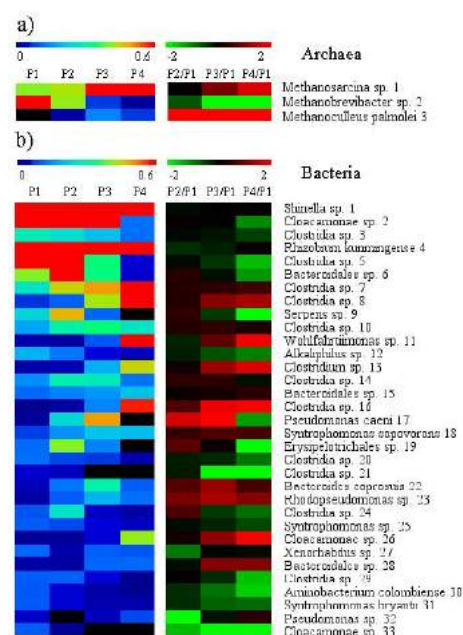 a)
0 0.6 -2 2 Archaea
P1 P2 P3 P4 P2/P1 P3/P1 P4/P1
Methanosarcina sp. 1
Methanobrevibacter sp. 2
Methanoculleus palmolei 3
b)
0 0.6 -2 2 Bacteria
P1 P2 P3 P4 P2/P1 P3/P1 P4/P1
Shinella sp. 1
Cloacamonae sp. 2
Clostridia sp. 3
Rhizobium kunmingense 4
Clostridia sp. 5
Bacteroidales sp. 6
Clostridia sp. 7
Clostridia sp. 8
Serpens sp. 9
Clostridia sp. 10
Wohlfahrtiimonas sp. 11
Alkaliphilus sp. 12
Clostridium sp. 13
Clostridia sp. 14
Bacteroidales sp. 15
Clostridia sp. 16
Pseudomonas caeni 17
Syntrophomonas sapovorans 18
Erysipelotrichales sp. 19
Clostridia sp. 20
Clostridia sp. 21
Bacteroides coprosuis 22
Rhodopseudomonas sp. 23
Clostridia sp. 24
Syntrophomonas sp. 25
Cloacamonae sp. 26
Xenorhabdus sp. 27
Bacteroidales sp. 28
Clostridia sp. 29
Aminobacterium colombiense 30
Syntrophomonas bryantii 31
Pseudomonas sp. 32
Cloacamonae sp. 33